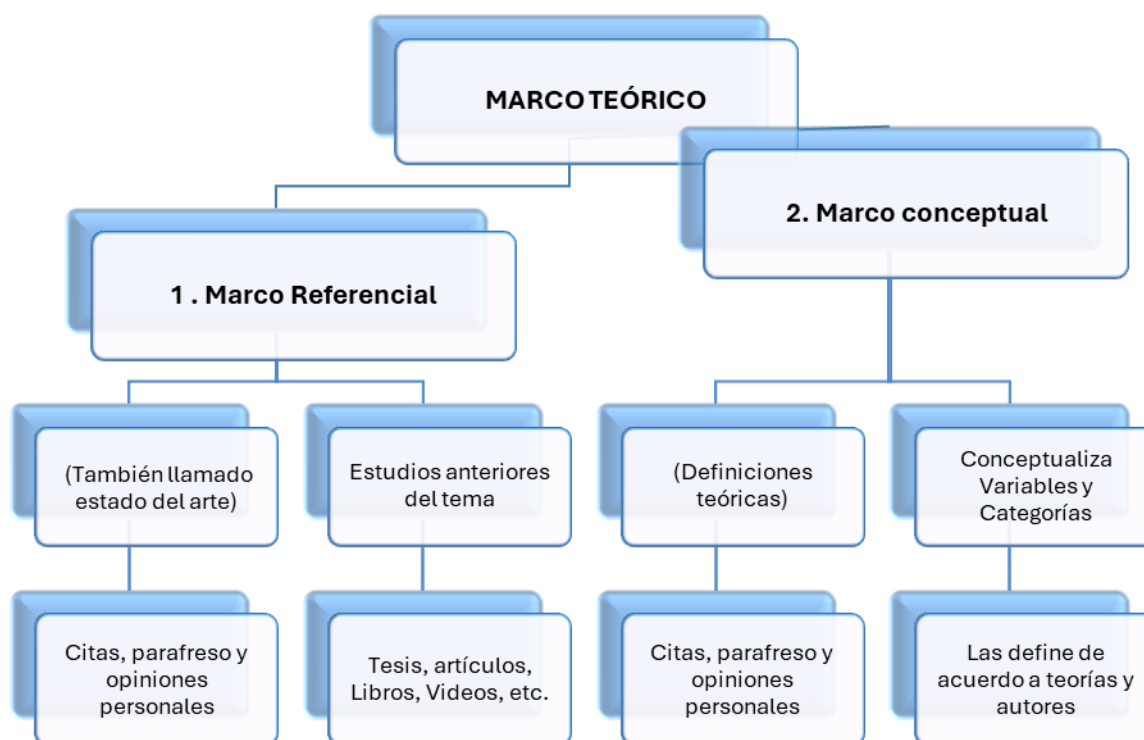 MARCO TEÓRICO
2. Marco conceptual
1 . Marco Referencial
(También llamado
estado del arte)
Estudios anteriores
del tema
(Definiciones
teóricas)
Conceptualiza
Variables y
Categorías
Citas, parafreso y
opiniones
personales
Tesis, artículos,
Libros, Videos, etc.
Citas, parafreso y
opiniones
personales
Las define de
acuerdo a teorías y
autores